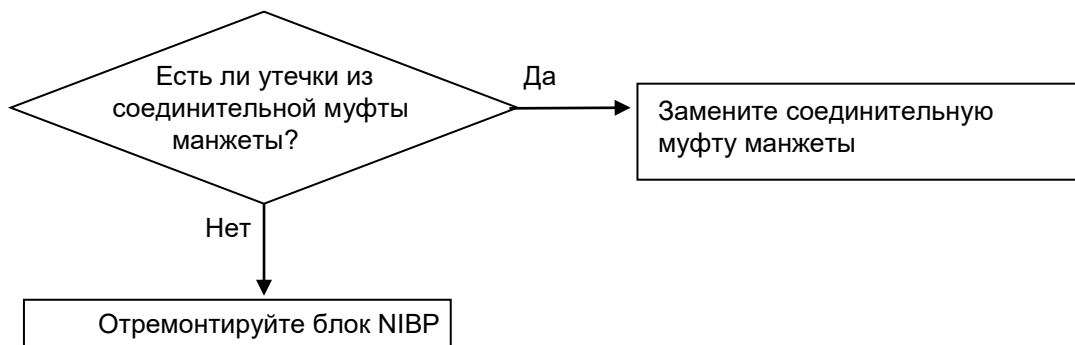 Есть ли утечки из
соединительной муфты
манжеты?
Да
Замените соединительную
муфту манжеты
Нет
Отремонтируйте блок NIBP